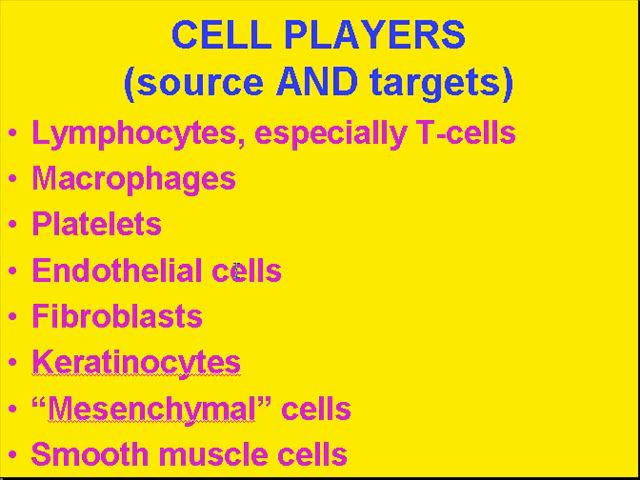 CELL PLAYERS
(source AND targets)
• Lymphocytes, especially T-cells
• Macrophages
• Platelets
• Endothelial cells
• Fibroblasts
• Keratinocytes
• “Mesenchymal” cells
• Smooth muscle cells